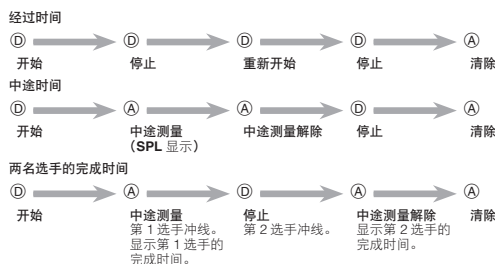 经过时间
Ⓓ Ⓓ Ⓓ Ⓓ Ⓐ
开始 停止 重新开始 停止 清除
中途时间
Ⓓ Ⓐ Ⓐ Ⓓ Ⓐ
开始 中途测量 中途测量解除 停止 清除
（SPL 显示）
两名选手的完成时间
Ⓓ Ⓐ Ⓓ Ⓐ Ⓐ
开始 中途测量 停止 中途测量解除 清除
第 1 选手冲线。 第 2 选手冲线。 显示第 2 选手的
显示第 1 选手的 完成时间。
完成时间。